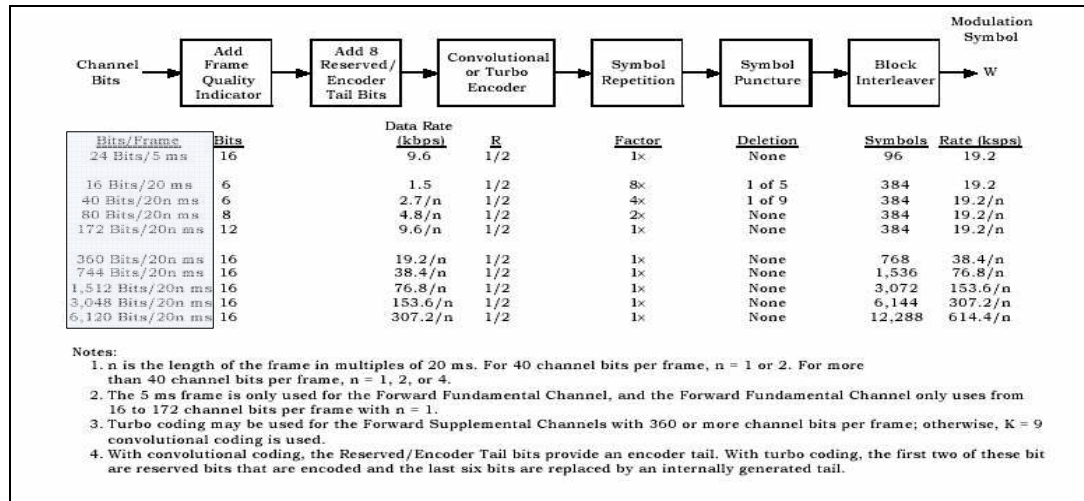 Modulation
Symbol
Channel Bits
Add Frame Quality Indicator
Add 8 Reserved/ Encoder Tail Bits
Convolutional or Turbo Encoder
Symbol Repetition
Symbol Puncture
Block Interleaver
W
Bits/Frame Bits Data Rate (kbps) R Factor Deletion Symbols Rate (ksps)
24 Bits/5 ms 16 9.6 1/2 1× None 96 19.2
16 Bits/20 ms 6 1.5 1/2 8× 1 of 5 384 19.2
40 Bits/20n ms 6 2.7/n 1/2 4× 1 of 9 384 19.2/n
80 Bits/20n ms 8 4.8/n 1/2 2× None 384 19.2/n
172 Bits/20n ms 12 9.6/n 1/2 1× None 384 19.2/n
360 Bits/20n ms 16 19.2/n 1/2 1× None 768 38.4/n
744 Bits/20n ms 16 38.4/n 1/2 1× None 1,536 76.8/n
1,512 Bits/20n ms 16 76.8/n 1/2 1× None 3,072 153.6/n
3,048 Bits/20n ms 16 153.6/n 1/2 1× None 6,144 307.2/n
6,120 Bits/20n ms 16 307.2/n 1/2 1× None 12,288 614.4/n
Notes:
1. n is the length of the frame in multiples of 20 ms. For 40 channel bits per frame, n = 1 or 2. For more
than 40 channel bits per frame, n = 1, 2, or 4.
2. The 5 ms frame is only used for the Forward Fundamental Channel, and the Forward Fundamental Channel only uses from
16 to 172 channel bits per frame with n = 1.
3. Turbo coding may be used for the Forward Supplemental Channels with 360 or more channel bits per frame; otherwise, K = 9
convolutional coding is used.
4. With convolutional coding, the Reserved/Encoder Tail bits provide an encoder tail. With turbo coding, the first two of these bit
are reserved bits that are encoded and the last six bits are replaced by an internally generated tail.